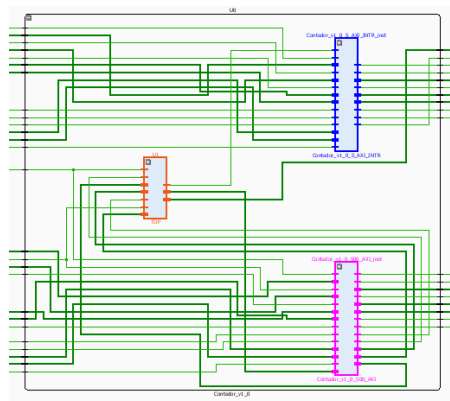 U0
Contador_v1_0_S_AXI_INTR_inst
Contador_v1_0_S_AXI_INTR
U1
TOP
Contador_v1_0_S00_AXI_inst
Contador_v1_0_S00_AXI
Contador_v1_0